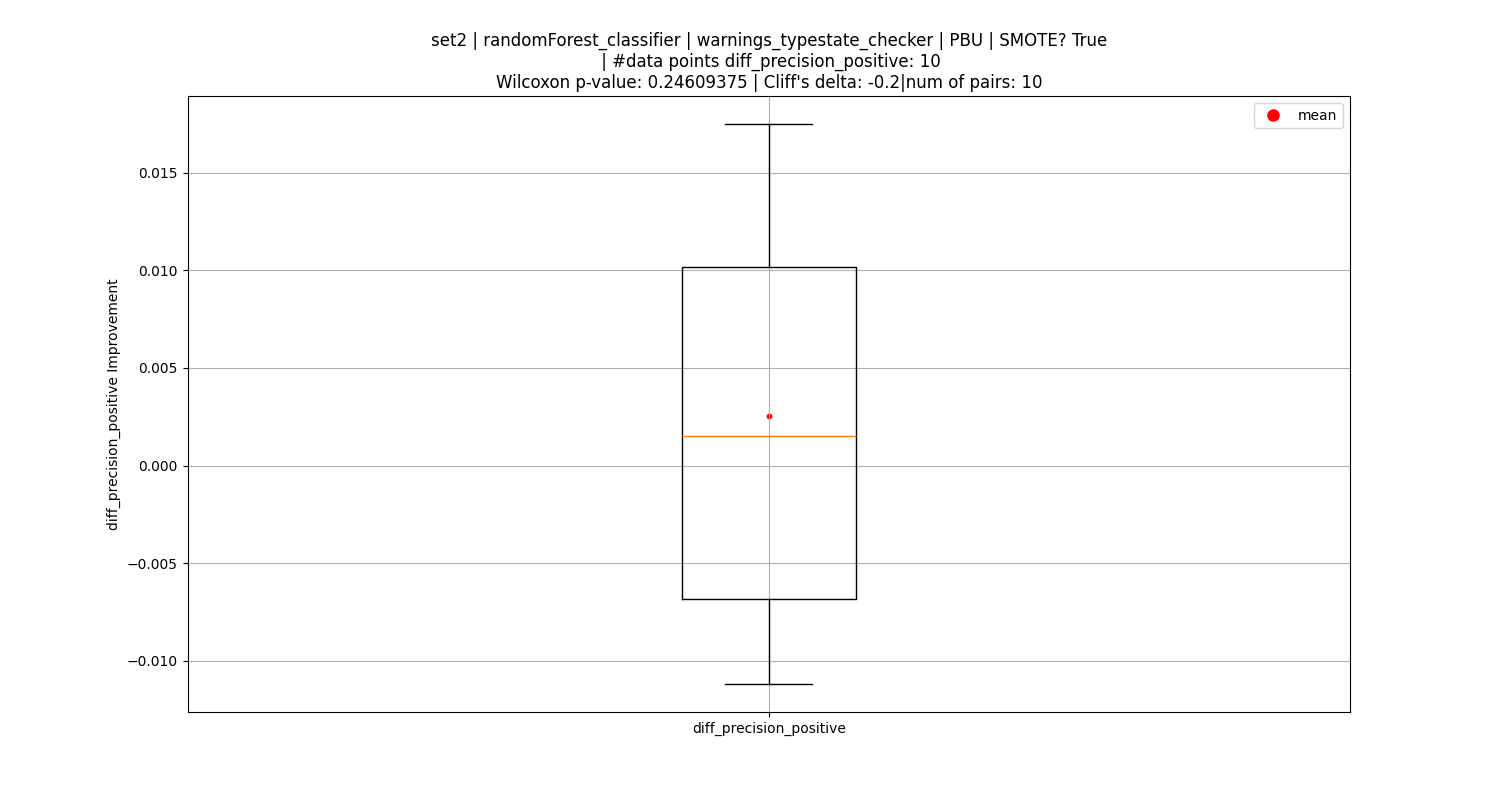 set2 | randomForest_classifier | warnings_typestate_checker | PBU | SMOTE? True
| #data points diff_precision_positive: 10
Wilcoxon p-value: 0.24609375 | Cliff's delta: -0.2|num of pairs: 10
mean
0.015
0.010
0.005
0.000
−0.005
−0.010
diff_precision_positive Improvement
diff_precision_positive